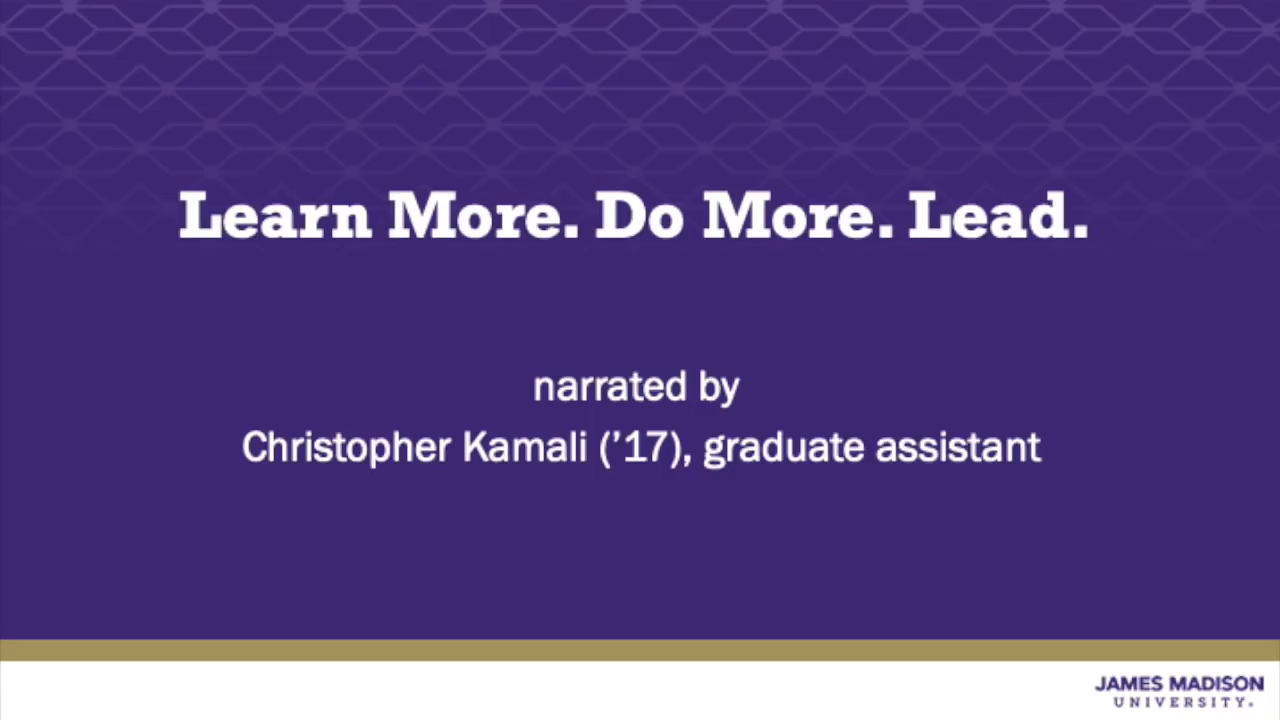 Learn More. Do More. Lead.
narrated by
Christopher Kamali (’17), graduate assistant
JAMES MADISON
UNIVERSITY.